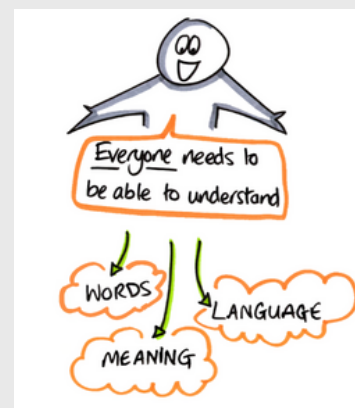 Everyone needs to
be able to understand
WORDS
LANGUAGE
MEANING